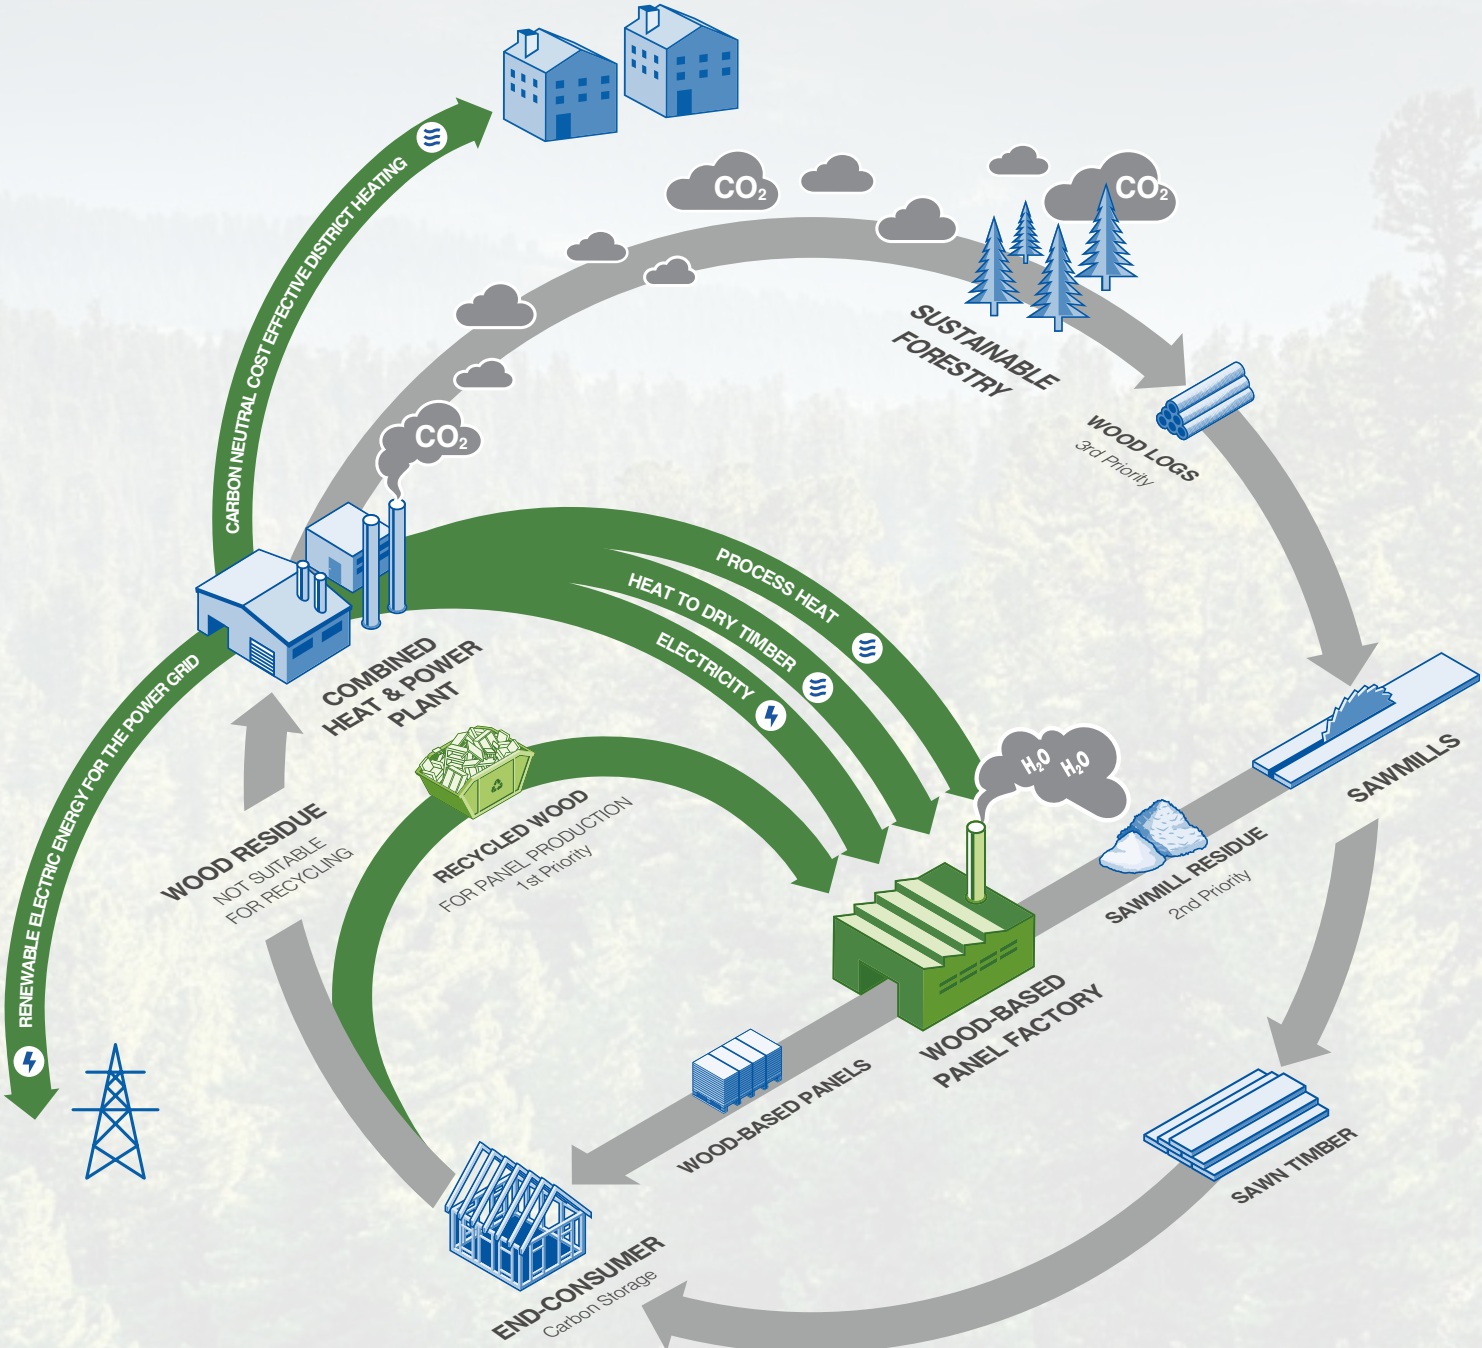 CARBON NEUTRAL COST EFFECTIVE DISTRICT HEATING
CO2
CO2
SUSTAINABLE
FORESTRY
WOOD LOGS
3rd Priority
CO2
PROCESS HEAT
HEAT TO DRY TIMBER
ELECTRICITY
COMBINED
HEAT & POWER
PLANT
RENEWABLE ELECTRIC ENERGY FOR THE POWER GRID
WOOD RESIDUE
NOT SUITABLE
FOR RECYCLING
RECYCLED WOOD
FOR PANEL PRODUCTION
1st Priority
H2O
H2O
SAWMILLS
SAWMILL RESIDUE
2nd Priority
WOOD-BASED
PANEL FACTORY
WOOD-BASED PANELS
SAWN TIMBER
END-CONSUMER
Carbon Storage